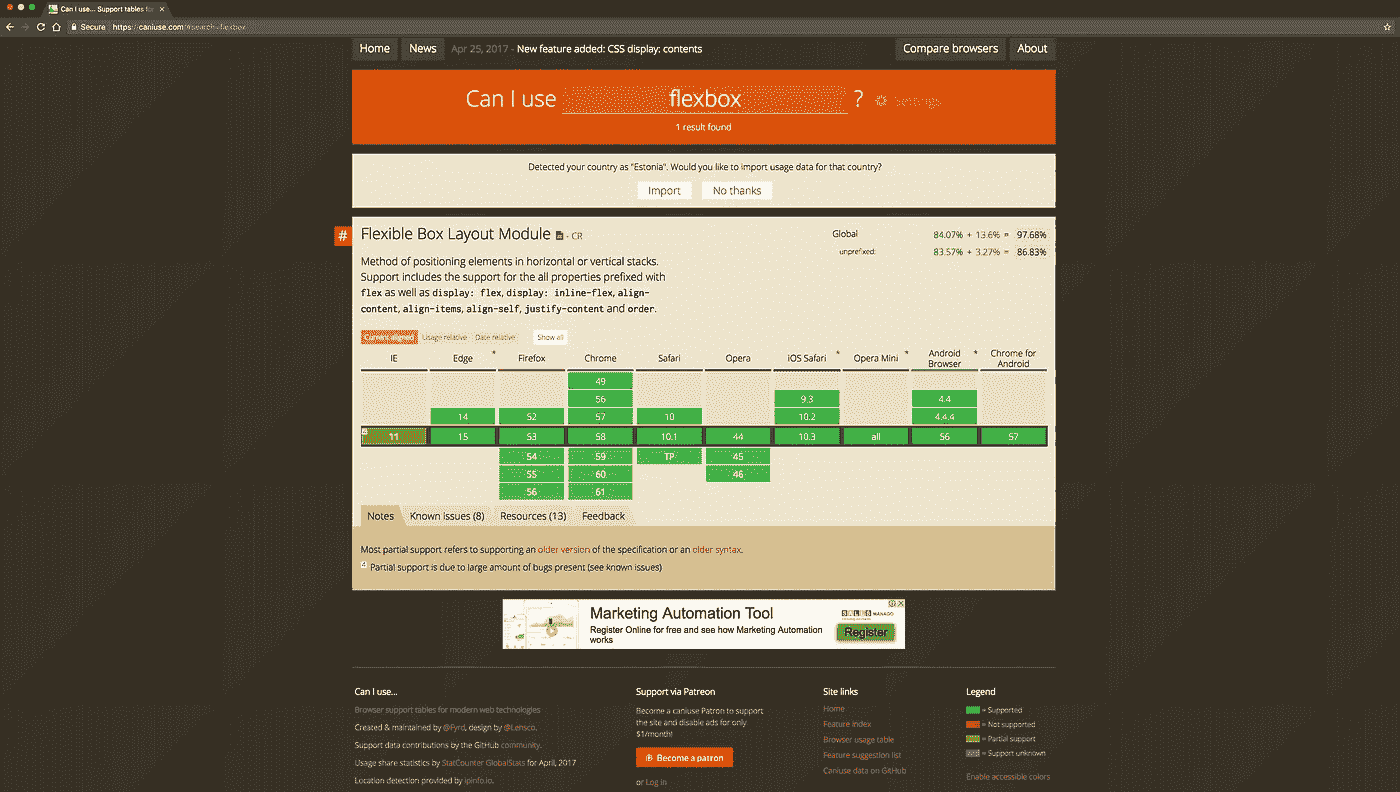 Can I use... Support tables for
Secure https://caniuse.com/#search=flexbox
Home News Apr 25, 2017 - New feature added: CSS display: contents Compare browsers About
Can I use flexbox ?
1 result found
Detected your country as "Estonia". Would you like to import usage data for that country?
Import No thanks
# Flexible Box Layout Module - CR
Global 84.07% + 13.6% = 97.68%
unprefixed: 83.57% + 3.27% = 86.83%
Method of positioning elements in horizontal or vertical stacks.
Support includes the support for the all properties prefixed with
flex as well as display: flex, display: inline-flex, align-
content, align-items, align-self, justify-content and order.
Current aligned Usage relative Date relative Show all
IE Edge * Firefox Chrome Safari Opera iOS Safari * Opera Mini * Android Browser * Chrome for Android
49
56 9.3 4.4
14 52 57 10 10.2 4.4.4
11 15 53 58 10.1 44 10.3 all 56 57
54 59 TP 45
55 60 46
56 61
Notes Known issues (8) Resources (13) Feedback
Most partial support refers to supporting an older version of the specification or an older syntax.
4 Partial support is due to large amount of bugs present (see known issues)
Marketing Automation Tool
Register Online for free and see how Marketing Automation
works
SALES MANAGO
Register
Can I use...
Browser support tables for modern web technologies
Created & maintained by @Fyrd, design by @Lensco.
Support data contributions by the GitHub community.
Usage share statistics by StatCounter GlobalStats for April, 2017
Location detection provided by ipinfo.io.
Support via Patreon
Become a caniuse Patron to support
the site and disable ads for only
$1/month!
Become a patron
or Log in
Site links
Home
Feature index
Browser usage table
Feature suggestion list
Caniuse data on GitHub
Legend
= Supported
= Not supported
= Partial support
= Support unknown
Enable accessible colors